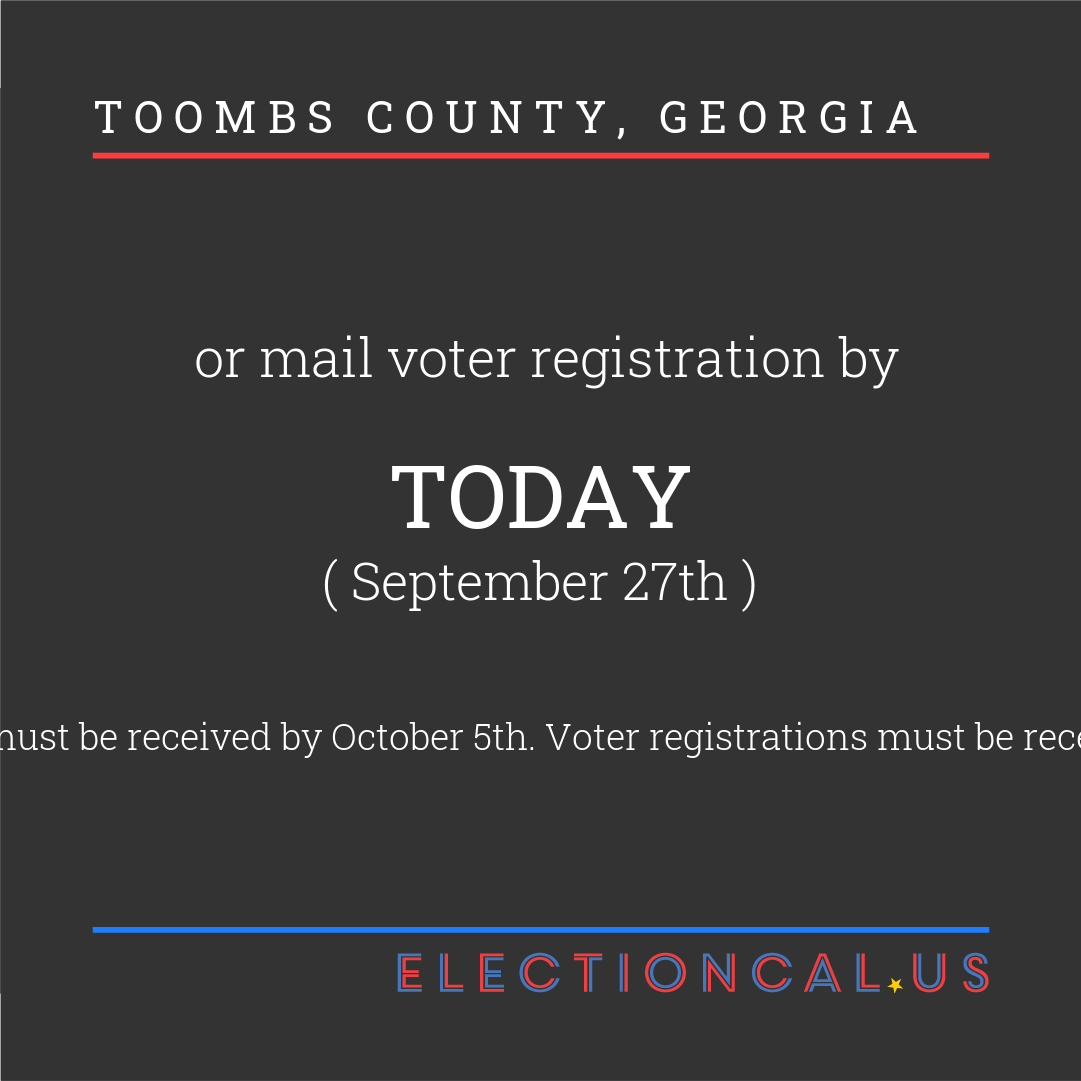 TOOMBS COUNTY, GEORGIA
or mail voter registration by
TODAY
( September 27th )
must be received by October 5th. Voter registrations must be
ELECTIONCAL.US